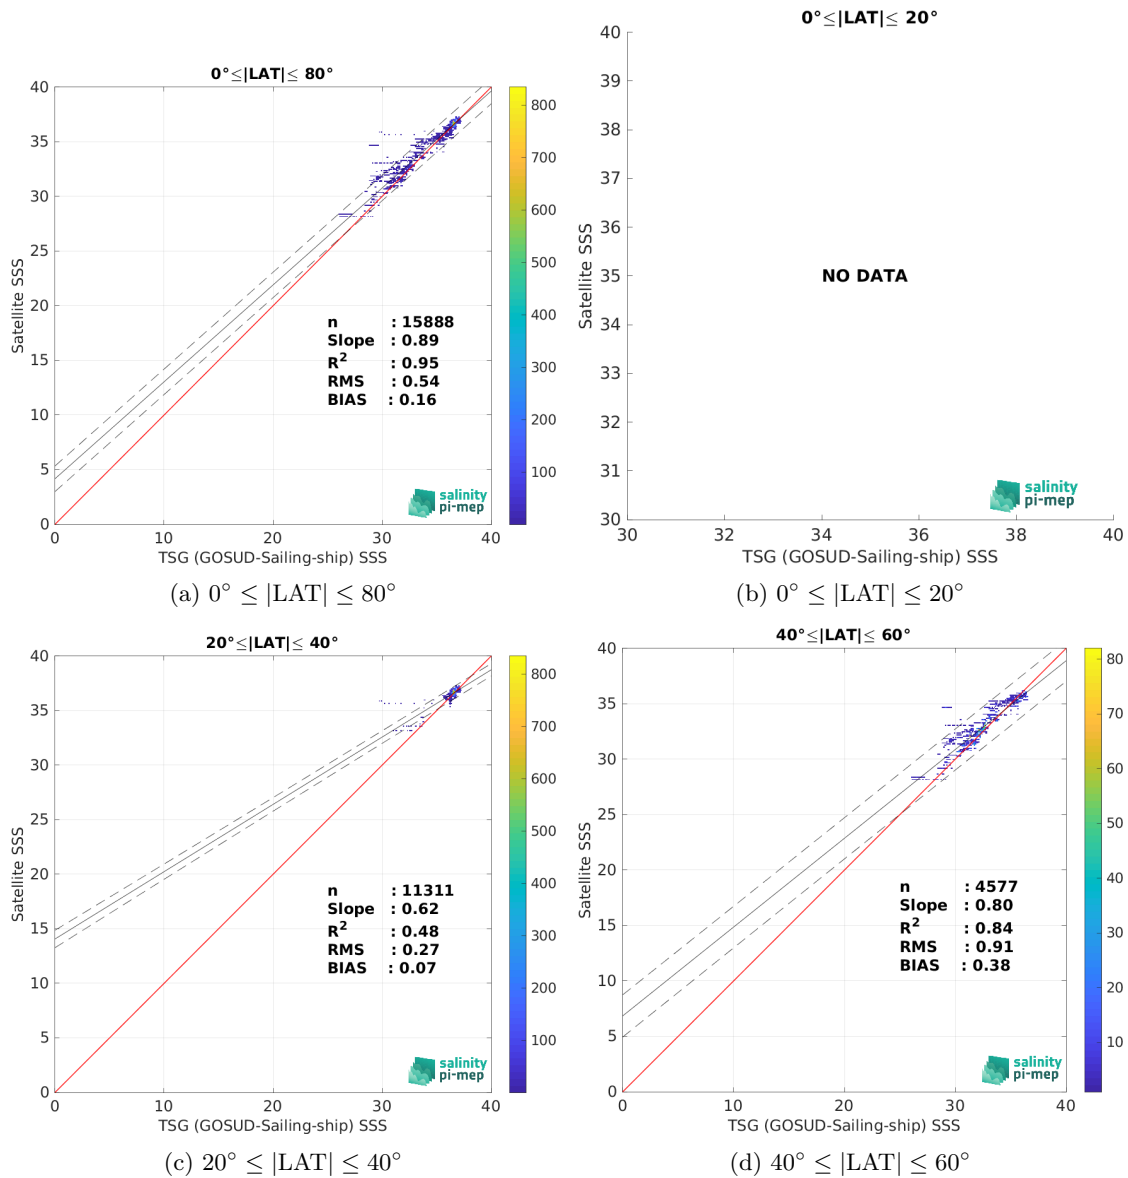 0°≤|LAT|≤ 80°
40
35
30
25
20
15
10
5
0
0
10
20
30
40
Satellite SSS
TSG (GOSUD-Sailing-ship) SSS
n : 15888
Slope : 0.89
R² : 0.95
RMS : 0.54
BIAS : 0.16
salinity
pi-mep
800
700
600
500
400
300
200
100
(a) 0° ≤ |LAT| ≤ 80°
0°≤|LAT|≤ 20°
40
39
38
37
36
35
34
33
32
31
30
30
32
34
36
38
40
Satellite SSS
TSG (GOSUD-Sailing-ship) SSS
NO DATA
salinity
pi-mep
(b) 0° ≤ |LAT| ≤ 20°
20°≤|LAT|≤ 40°
40
35
30
25
20
15
10
5
0
0
10
20
30
40
Satellite SSS
TSG (GOSUD-Sailing-ship) SSS
n : 11311
Slope : 0.62
R² : 0.48
RMS : 0.27
BIAS : 0.07
salinity
pi-mep
800
700
600
500
400
300
200
100
(c) 20° ≤ |LAT| ≤ 40°
40°≤|LAT|≤ 60°
40
35
30
25
20
15
10
5
0
0
10
20
30
40
Satellite SSS
TSG (GOSUD-Sailing-ship) SSS
n : 4577
Slope : 0.80
R² : 0.84
RMS : 0.91
BIAS : 0.38
salinity
pi-mep
80
70
60
50
40
30
20
10
(d) 40° ≤ |LAT| ≤ 60°